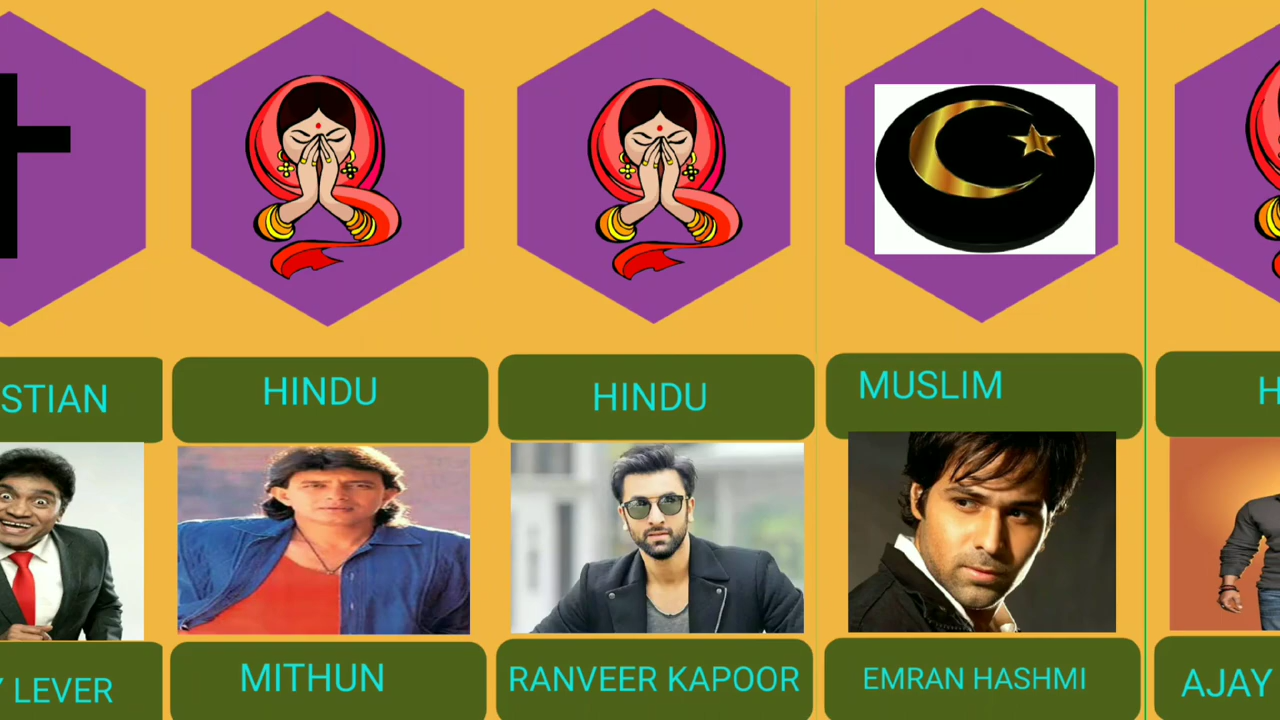 STIAN
HINDU
HINDU
MUSLIM
H
Y LEVER
MITHUN
RANVEER KAPOOR
EMRAN HASHMI
AJAY